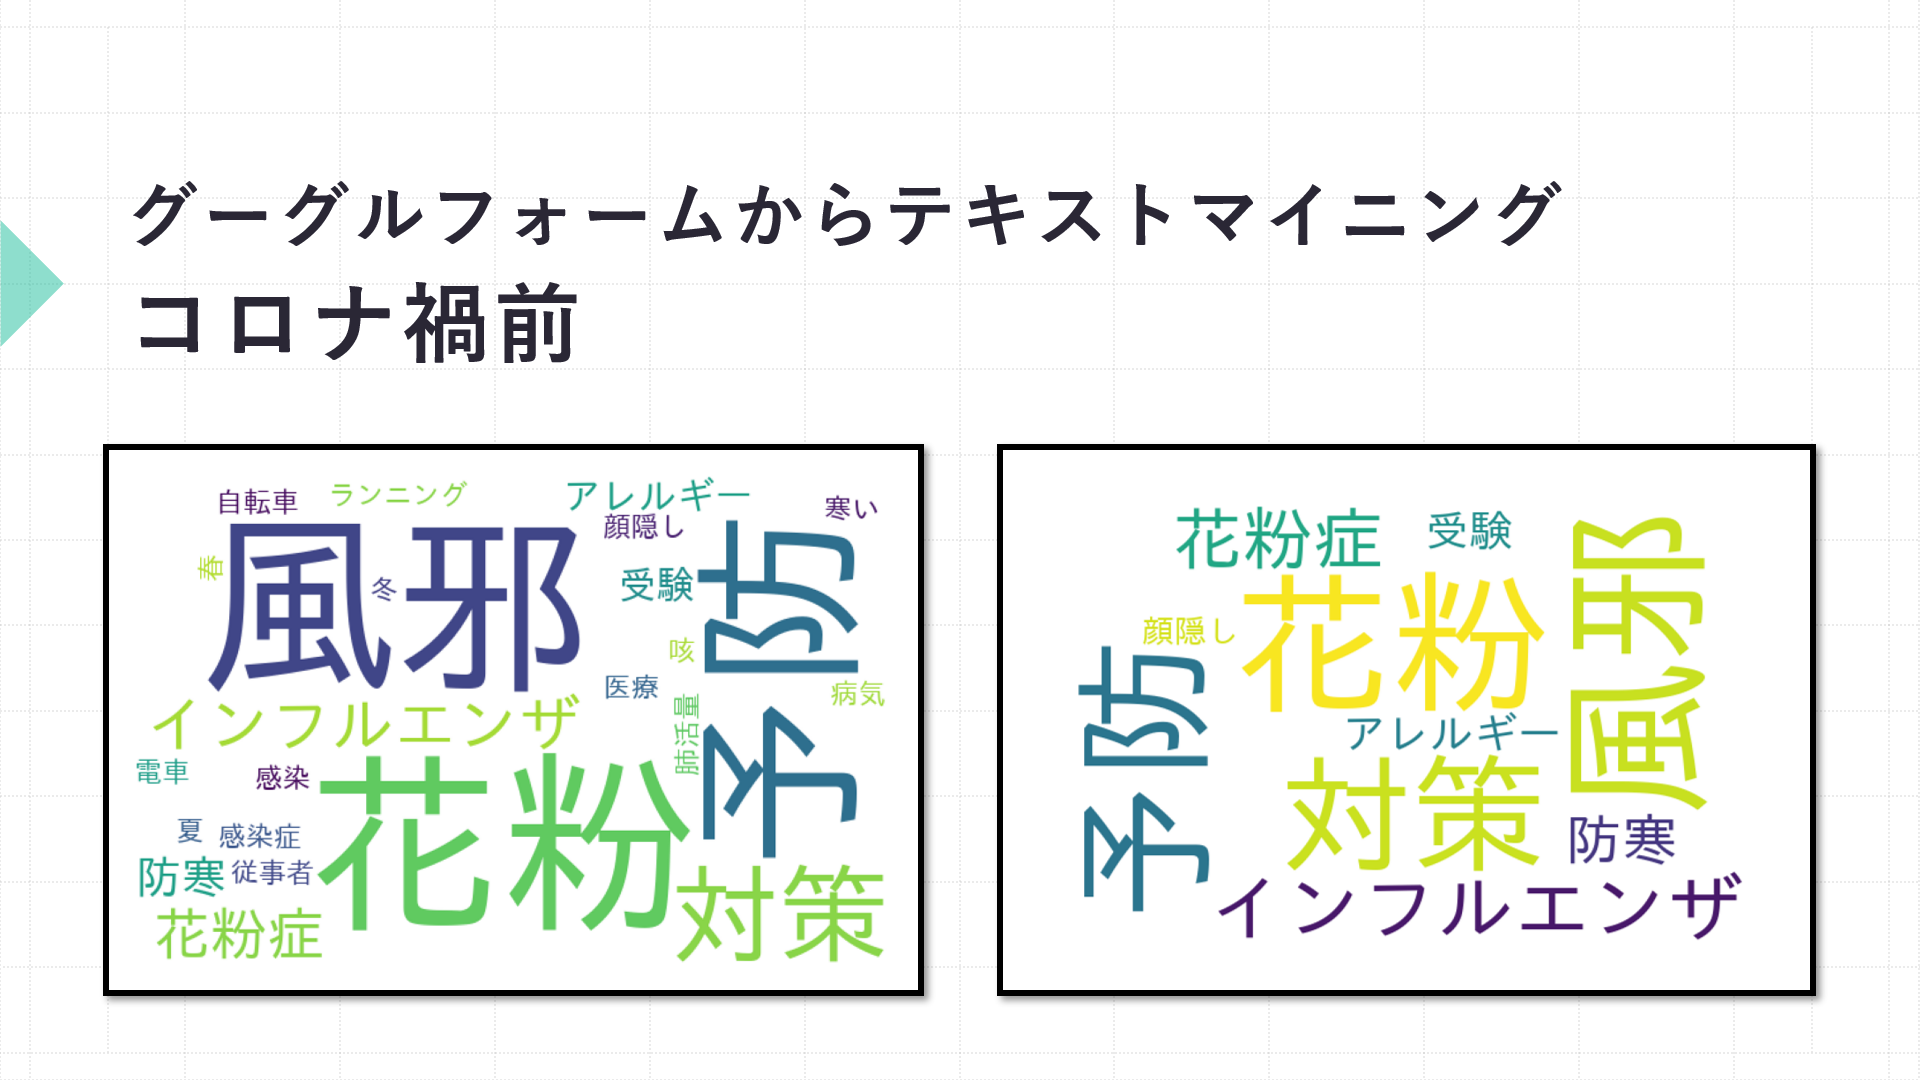 グーグルフォームからテキストマイニング
コロナ禍前
自転車
ランニング
アレルギー
寒い
顔隠し
風邪
予防
春
冬
受験
咳
医療
病気
インフルエンザ
肺活量
電車
感染
花粉
夏
感染症
防寒
従事者
対策
花粉症
花粉症
受験
風邪
花粉
顔隠し
予防
アレルギー
対策
防寒
インフルエンザ